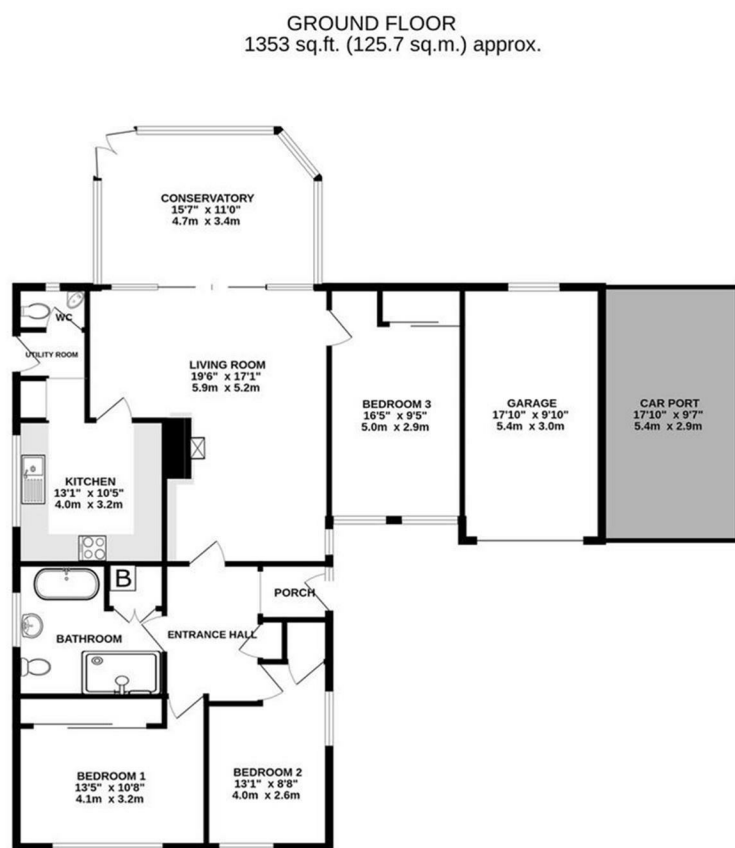 GROUND FLOOR
1353 sq.ft. (125.7 sq.m.) approx.
CONSERVATORY
15'7" x 11'0"
4.7m x 3.4m
WC
UTILITY ROOM
LIVING ROOM
19'6" x 17'1"
5.9m x 5.2m
BEDROOM 3
16'5" x 9'5"
5.0m x 2.9m
GARAGE
17'10" x 9'10"
5.4m x 3.0m
CAR PORT
17'10" x 9'7"
5.4m x 2.9m
KITCHEN
13'1" x 10'5"
4.0m x 3.2m
B
PORCH
BATHROOM
ENTRANCE HALL
BEDROOM 1
13'5" x 10'8"
4.1m x 3.2m
BEDROOM 2
13'1" x 8'8"
4.0m x 2.6m